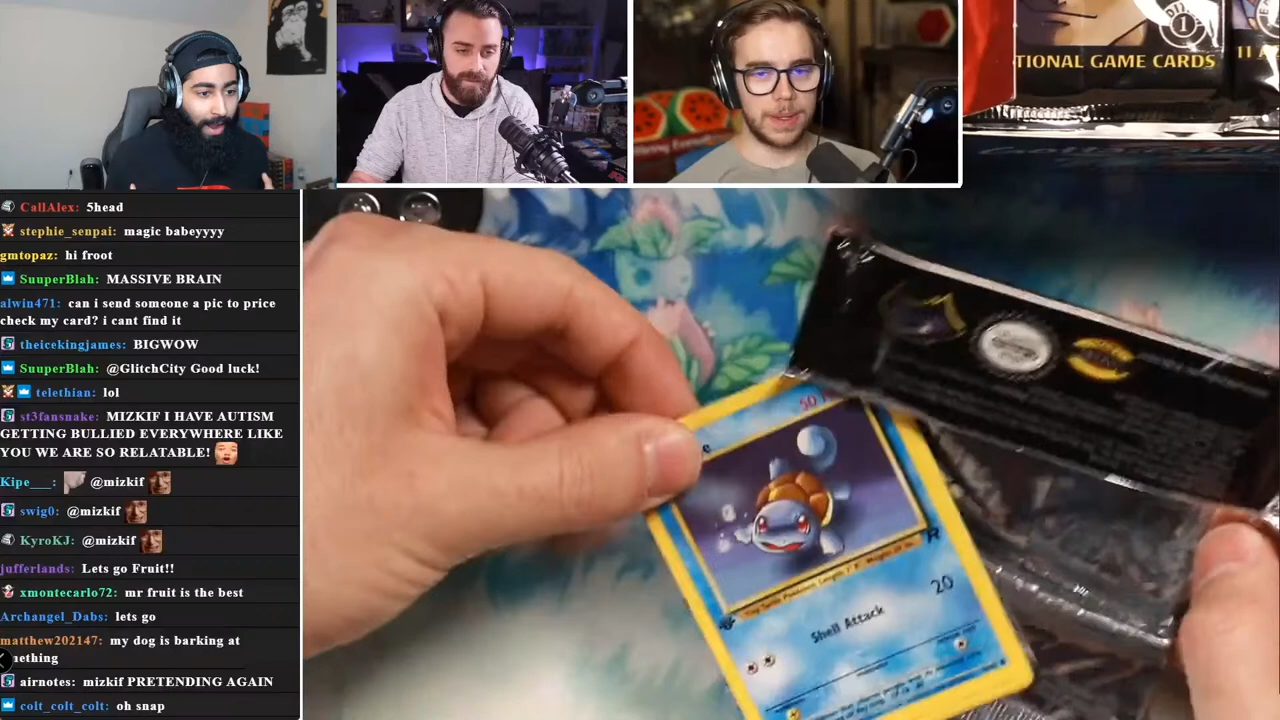 TIONAL GAME CARDS
CallAlex: 5head
stephie_senpai: magic babeyyyy
gmtopaz: hi froot
SuuperBlah: MASSIVE BRAIN
alwin471: can i send someone a pic to price
check my card? i cant find it
theicekingjames: BIGWOW
SuuperBlah: @GlitchCity Good luck!
telethian: lol
st3fansnake: MIZKIF I HAVE AUTISM
GETTING BULLIED EVERYWHERE LIKE
YOU WE ARE SO RELATABLE!
Kipe___: @mizkif
swig0: @mizkif
KyroKJ: @mizkif
jufferlands: Lets go Fruit!!
xmontecarlo72: mr fruit is the best
Archangel_Dabs: lets go
matthew202147: my dog is barking at
nething
airnotes: mizkif PRETENDING AGAIN
colt_colt_colt: oh snap
50
R
20
Shell Attack